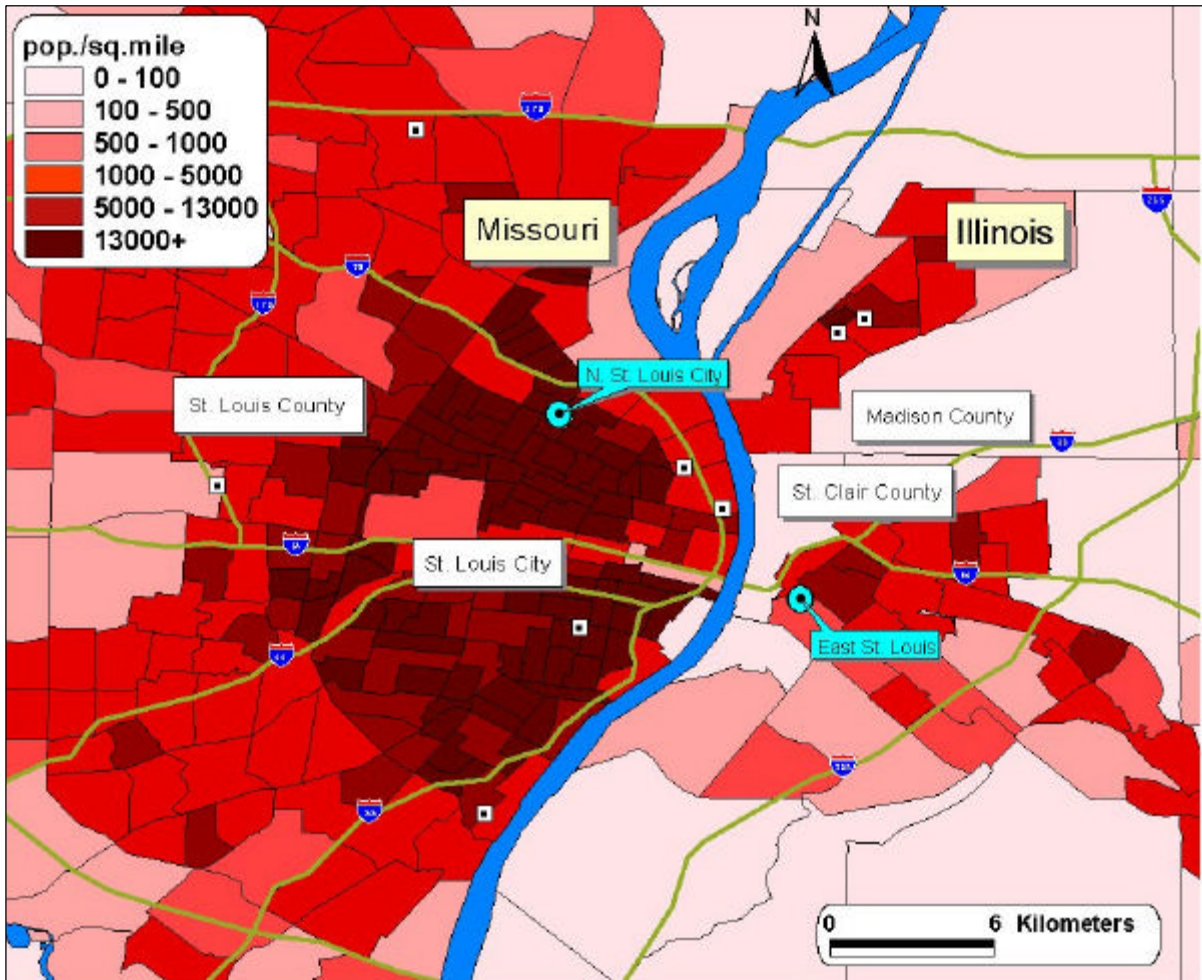 pop./sq.mile
0 - 100
100 - 500
500 - 1000
1000 - 5000
5000 - 13000
13000+
N
270
Missouri
Illinois
70
170
N. St. Louis City
St. Louis County
Madison County
St. Clair County
St. Louis City
64
East St. Louis
44
55
0 6 Kilometers